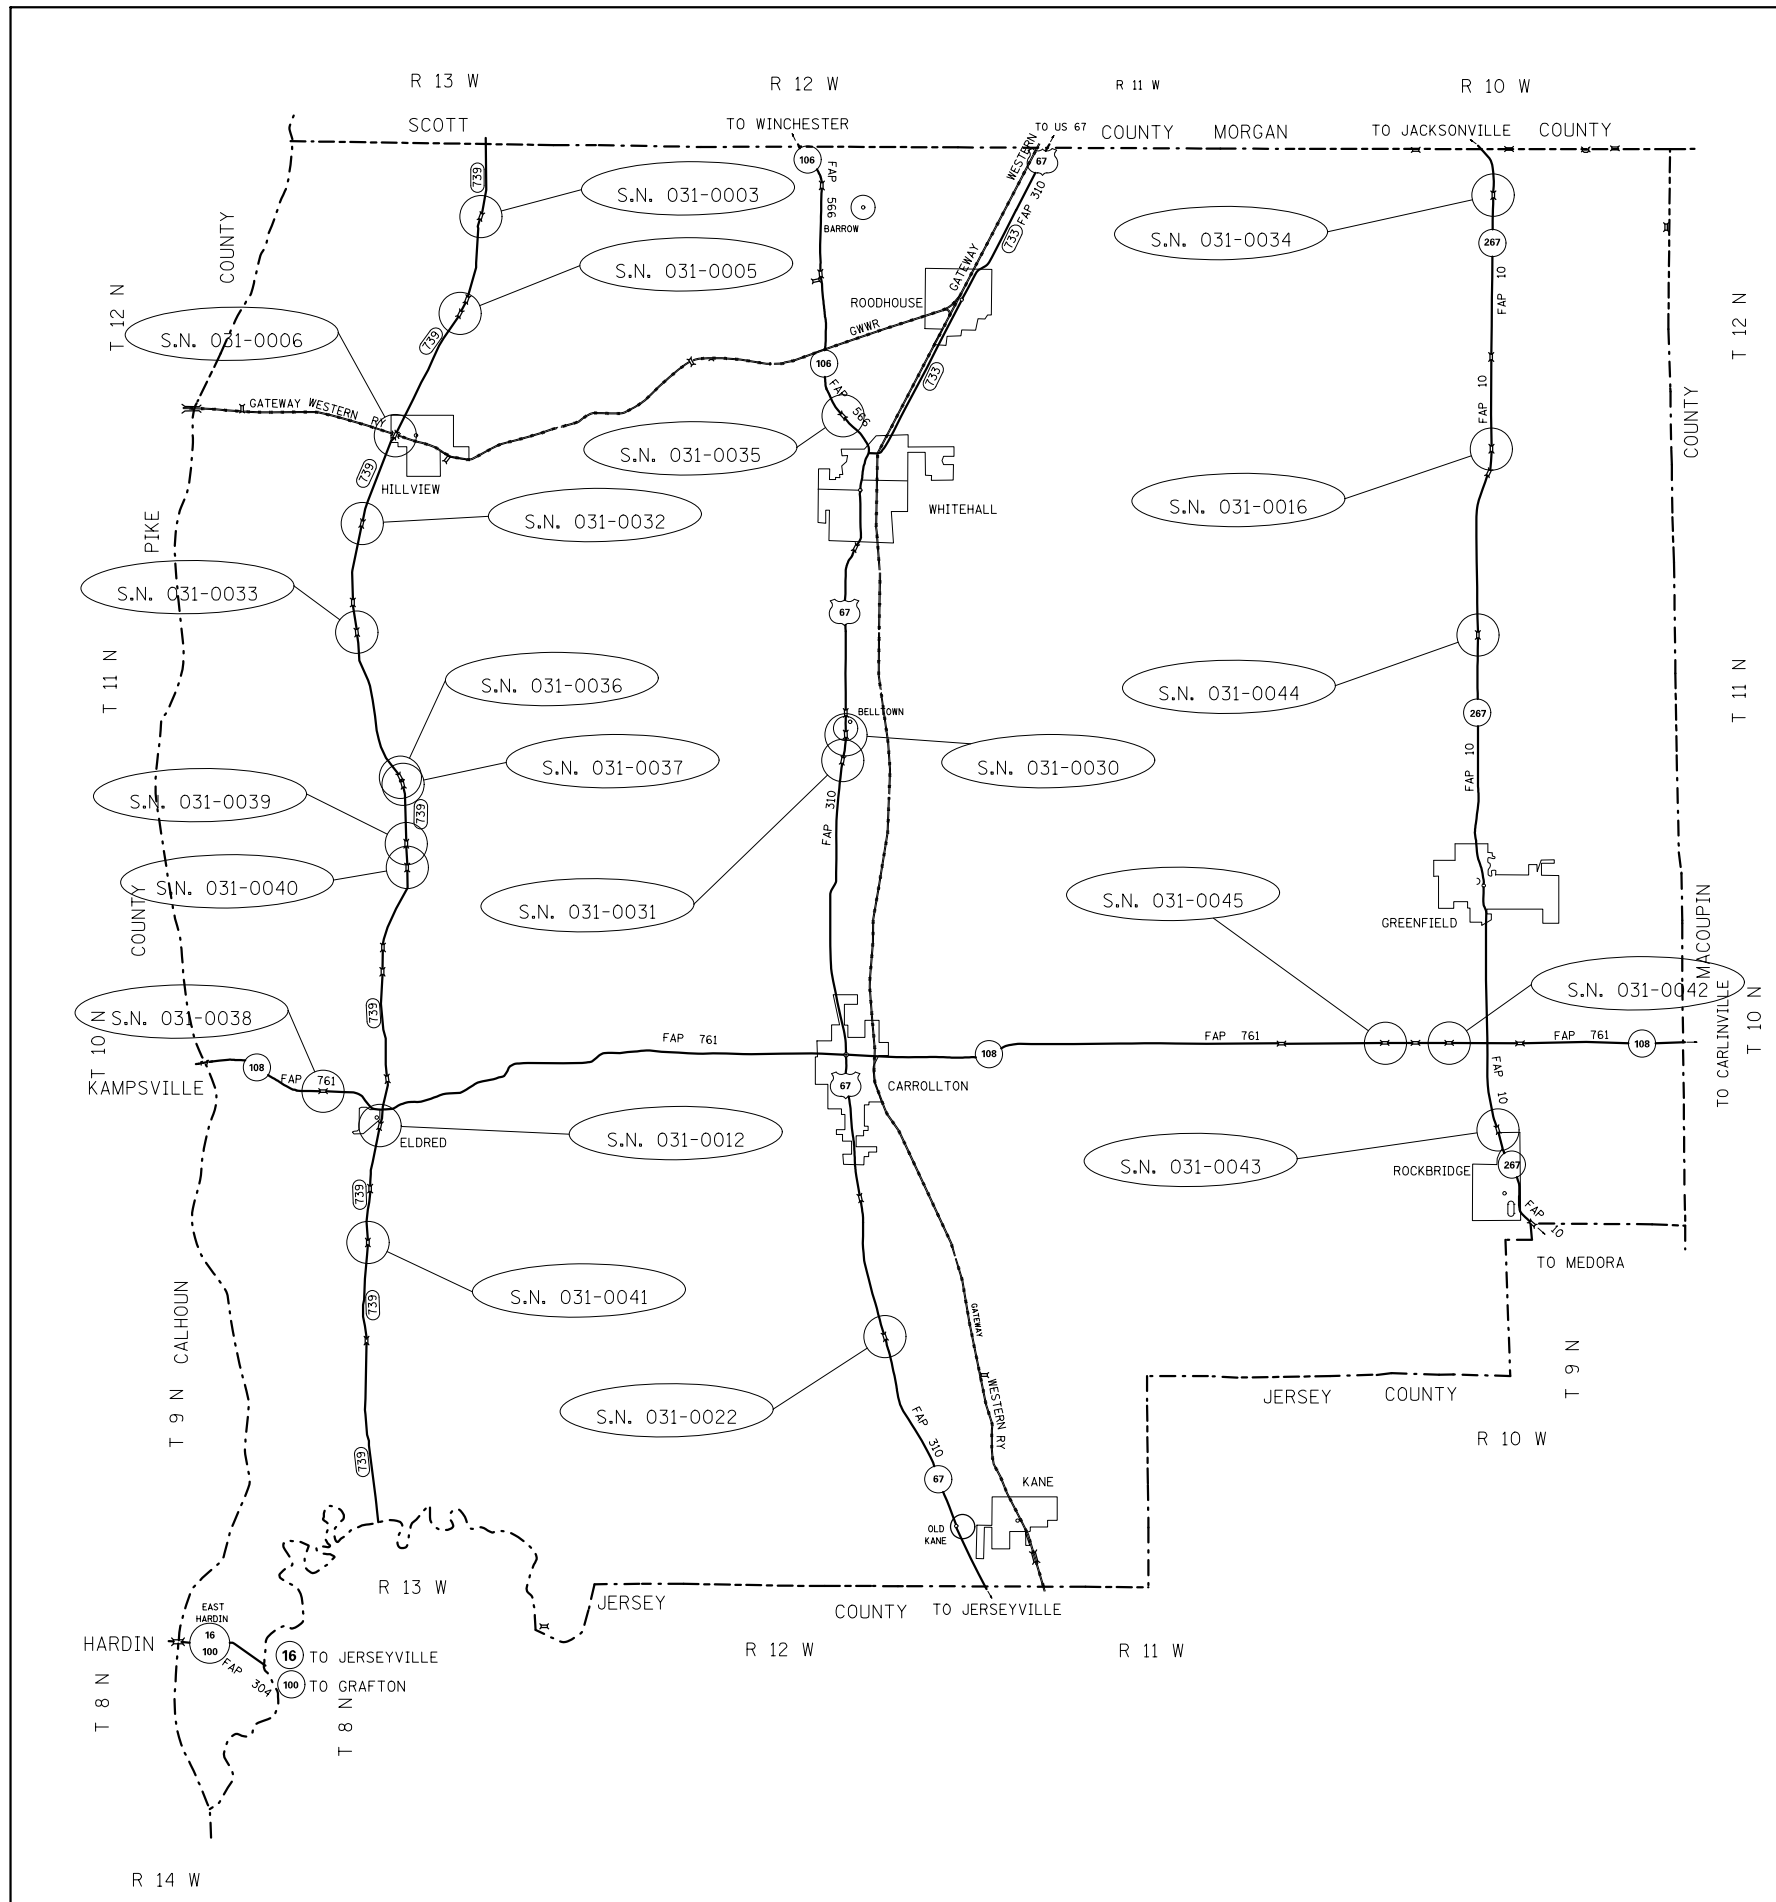 R 13 W
R 12 W
R 11 W
R 10 W
SCOTT
TO WINCHESTER
TO US 67
COUNTY
MORGAN
TO JACKSONVILLE
COUNTY
106
FAP 566
BARROW
WESTERN
67
FAP 310
733
GATEWAY
739
S.N. 031-0003
S.N. 031-0034
267
COUNTY
S.N. 031-0005
FAP 10
T 12 N
T 12 N
ROODHOUSE
S.N. 031-0006
739
GWWR
106
733
FAP 566
FAP 10
COUNTY
GATEWAY WESTERN RY
S.N. 031-0035
739
HILLVIEW
WHITEHALL
S.N. 031-0016
S.N. 031-0032
PIKE
S.N. 031-0033
67
T 11 N
T 11 N
S.N. 031-0036
S.N. 031-0044
BELLTOWN
267
S.N. 031-0037
S.N. 031-0030
FAP 10
S.N. 031-0039
739
FAP 310
S.N. 031-0040
COUNTY
S.N. 031-0031
S.N. 031-0045
GREENFIELD
MACOUPIN
S.N. 031-0042
739
S.N. 031-0038
T 10 N
T 10 N
TO CARLINVILLE
FAP 761
108
FAP 761
FAP 761
108
KAMPSVILLE
108
FAP 761
67
CARROLLTON
FAP 10
ELDRED
S.N. 031-0012
S.N. 031-0043
ROCKBRIDGE
267
739
FAP 10
TO MEDORA
S.N. 031-0041
739
CALHOUN
GATEWAY
T 9 N
T 9 N
S.N. 031-0022
WESTERN RY
JERSEY
COUNTY
R 10 W
FAP 310
739
67
KANE
OLD
KANE
R 13 W
JERSEY
COUNTY
TO JERSEYVILLE
EAST
HARDIN
HARDIN
16
100
FAP 304
16
TO JERSEYVILLE
100
TO GRAFTON
R 12 W
R 11 W
T 8 N
T 8 N
R 14 W